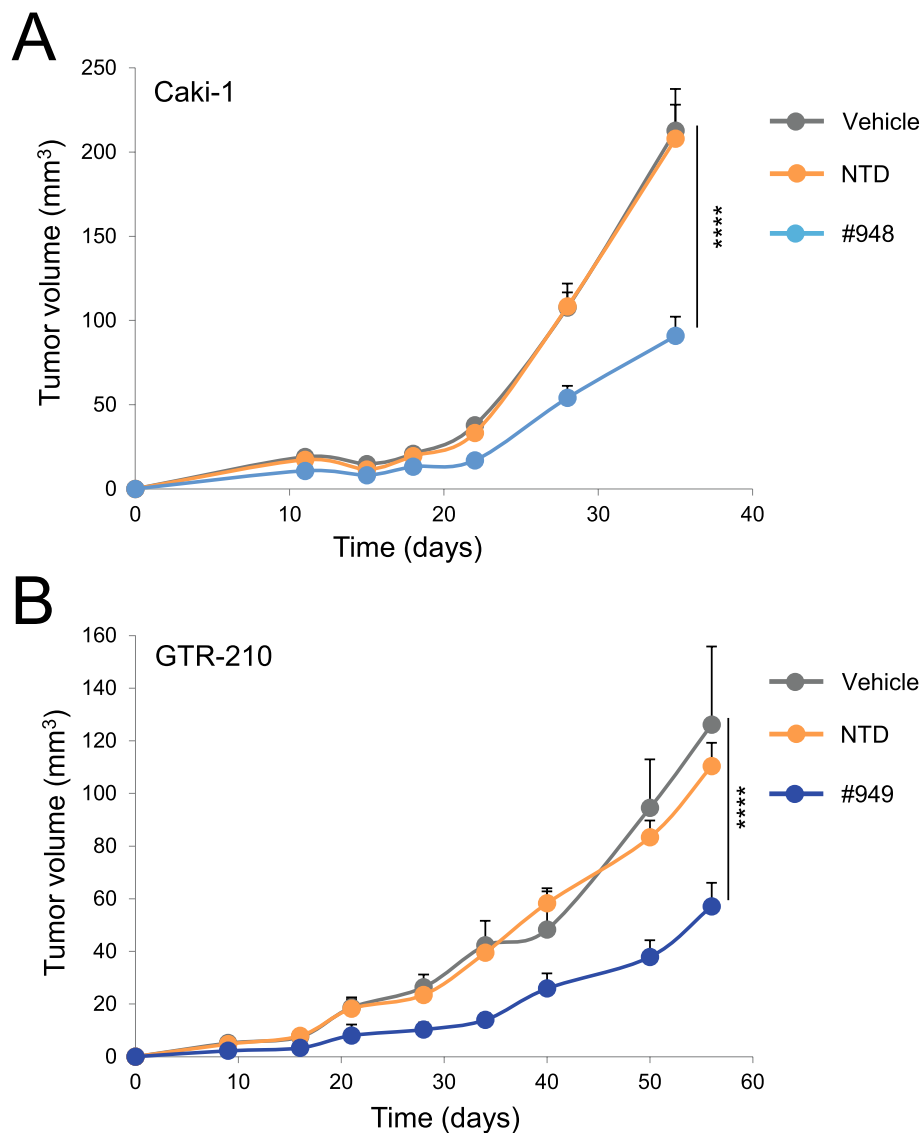 A
Caki-1
Tumor volume (mm³)
250
200
150
100
50
0
0 10 20 30 40
Time (days)
****
Vehicle
NTD
#948
B
GTR-210
Tumor volume (mm³)
160
140
120
100
80
60
40
20
0
0 10 20 30 40 50 60
Time (days)
****
Vehicle
NTD
#949